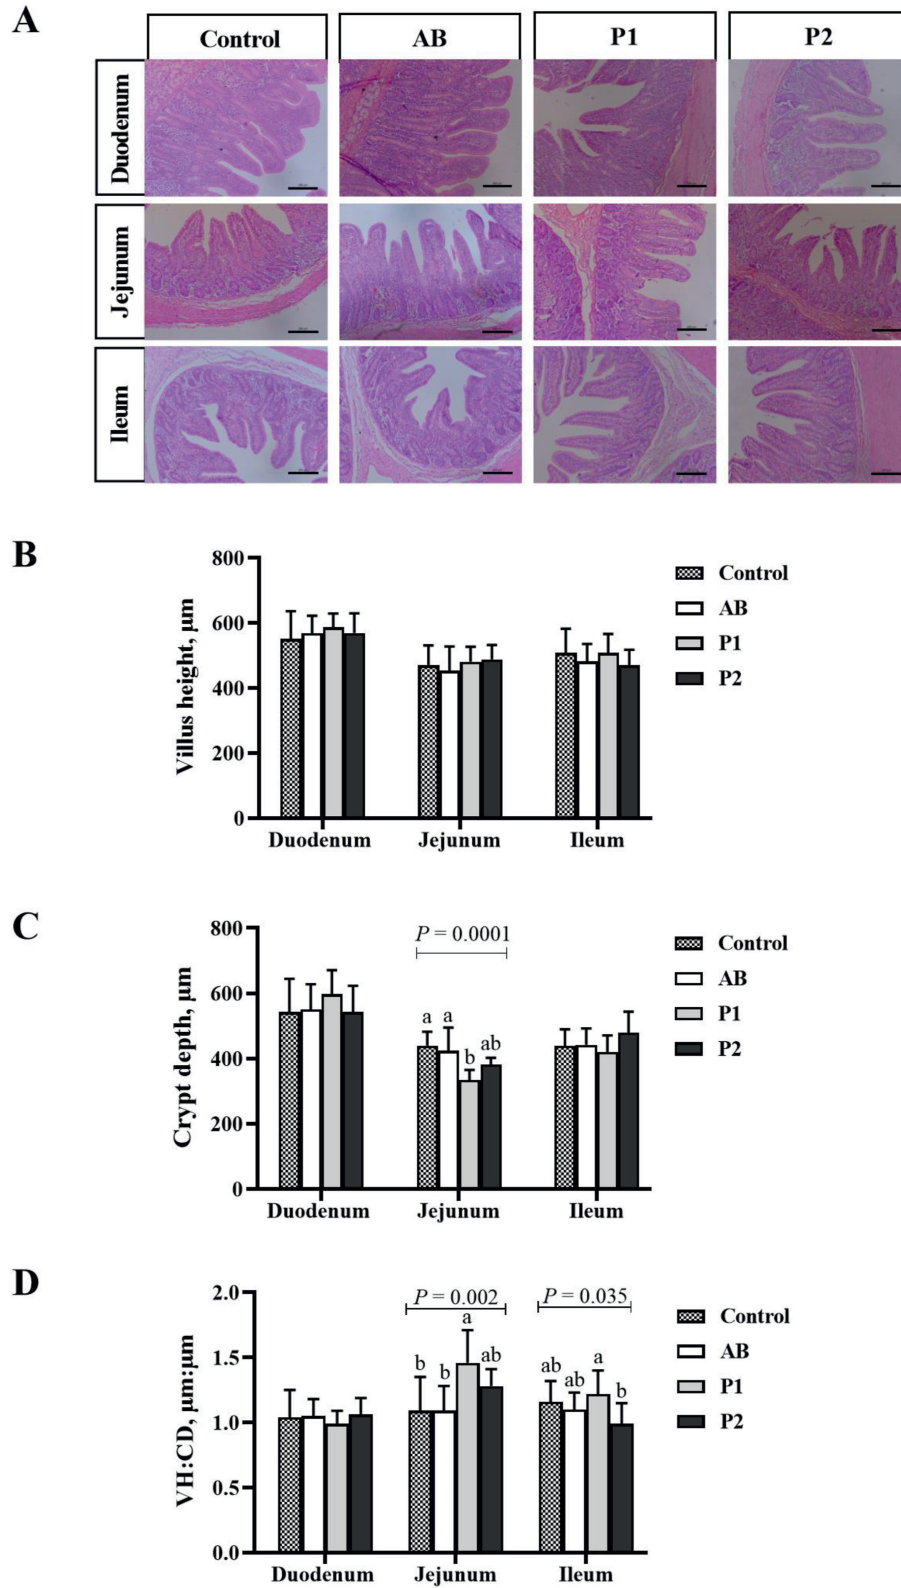 A
Control AB P1 P2
Duodenum
Jejunum
Ileum
B
Villus height, µm
800
600
400
200
0
Duodenum Jejunum Ileum
Control
AB
P1
P2
C
Crypt depth, µm
800
600
400
200
0
P = 0.0001
a a b ab
Duodenum Jejunum Ileum
Control
AB
P1
P2
D
VH:CD, µm:µm
2.0
1.5
1.0
0.5
0.0
P = 0.002 P = 0.035
b b a ab ab ab a b
Duodenum Jejunum Ileum
Control
AB
P1
P2